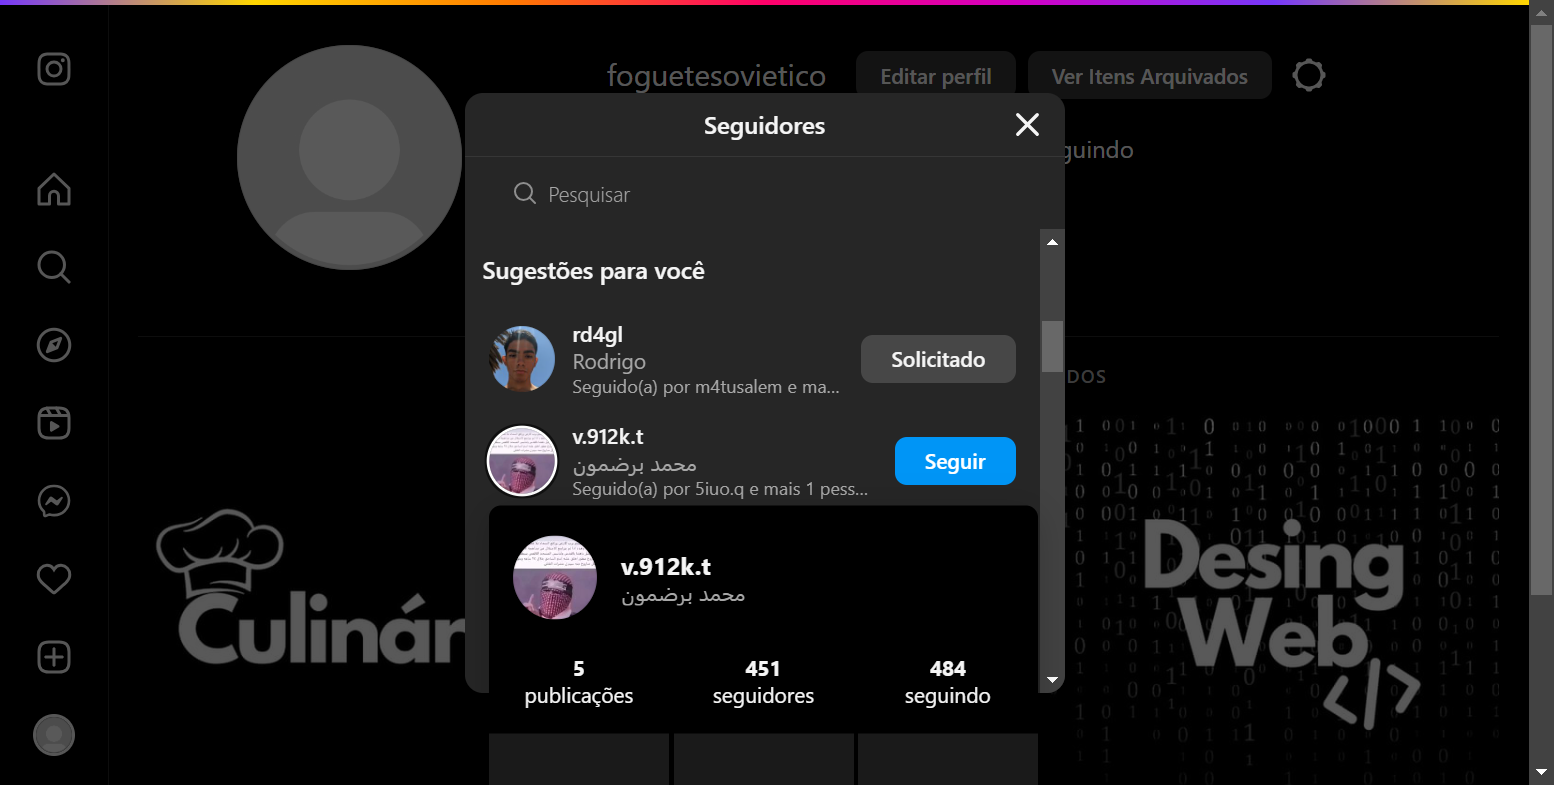 foguetesovietico
Editar perfil
Ver Itens Arquivados
Seguidores
guindo
Pesquisar
Sugestões para você
rd4gl
Rodrigo
Seguido(a) por m4tusalem e ma...
Solicitado
DOS
v.912k.t
محمد برضمون
Seguido(a) por 5iuo.q e mais 1 pess...
Seguir
v.912k.t
محمد برضمون
5
publicações
451
seguidores
484
seguindo
Culinár
Desing
Web
</>